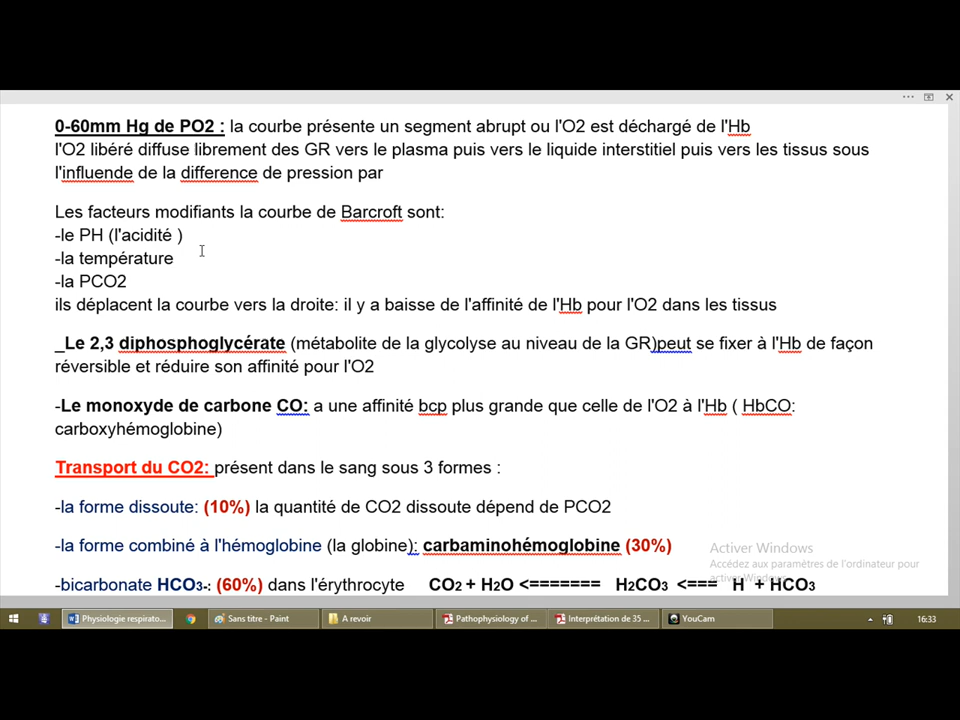 0-60mm Hg de PO2 : la courbe présente un segment abrupt ou l'O2 est déchargé de l'Hb
l'O2 libéré diffuse librement des GR vers le plasma puis vers le liquide interstitiel puis vers les tissus sous
l'influende de la difference de pression par
Les facteurs modifiants la courbe de Barcroft sont:
-le PH (l'acidité )
-la température
-la PCO2
ils déplacent la courbe vers la droite: il y a baisse de l'affinité de l'Hb pour l'O2 dans les tissus
_Le 2,3 diphosphoglycérate (métabolite de la glycolyse au niveau de la GR)peut se fixer à l'Hb de façon
réversible et réduire son affinité pour l'O2
-Le monoxyde de carbone CO: a une affinité bcp plus grande que celle de l'O2 à l'Hb ( HbCO:
carboxyhémoglobine)
Transport du CO2: présent dans le sang sous 3 formes :
-la forme dissoute: (10%) la quantité de CO2 dissoute dépend de PCO2
-la forme combiné à l'hémoglobine (la globine): carbaminohémoglobine (30%)
Activer Windows
Accédez aux paramètres de l'ordinateur pour
activer Windows.
-bicarbonate HCO3-: (60%) dans l'érythrocyte CO2 + H2O <======= H2CO3 <=== H + HCO3
Physiologie respirato... Sans titre - Paint A revoir Pathophysiology of ... Interprétation de 35 ... YouCam 16:33